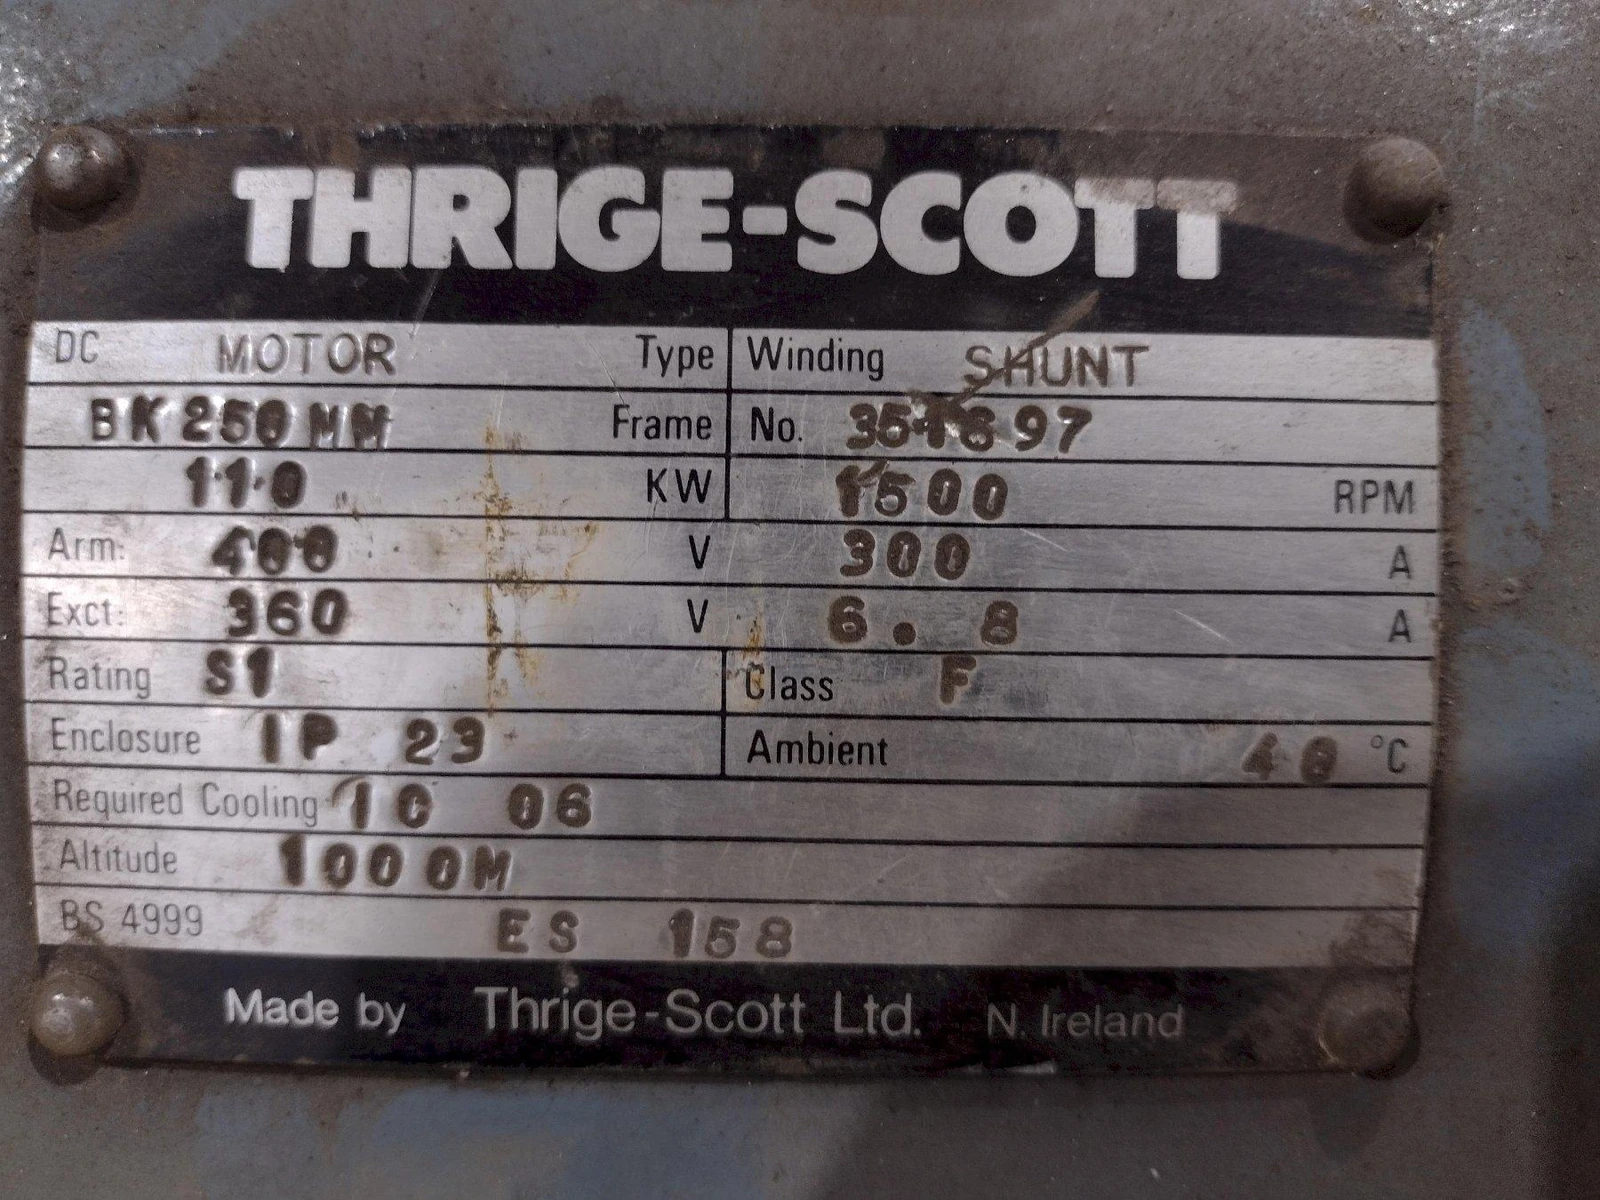 THRIGE-SCOTT
DC MOTOR Type Winding SHUNT
BK 250 MM Frame No. 351697
110 KW 1500 RPM
Arm: 400 V 300 A
Exct: 360 V 6.8 A
Rating S1 Class F
Enclosure IP 23 Ambient 40 °C
Required Cooling IC 06
Altitude 1000M
BS 4999 ES 158
Made by Thrige-Scott Ltd. N. Ireland